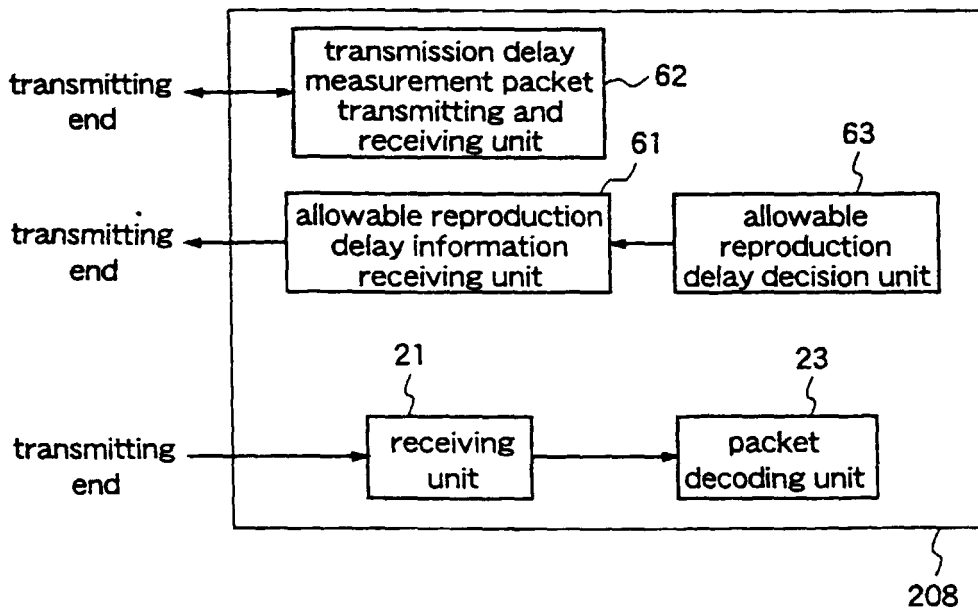 transmission delay
measurement packet
transmitting and
receiving unit
62
transmitting
end
61
63
allowable reproduction
delay information
receiving unit
allowable
reproduction
delay decision unit
transmitting
end
21
23
receiving
unit
packet
decoding unit
transmitting
end
208